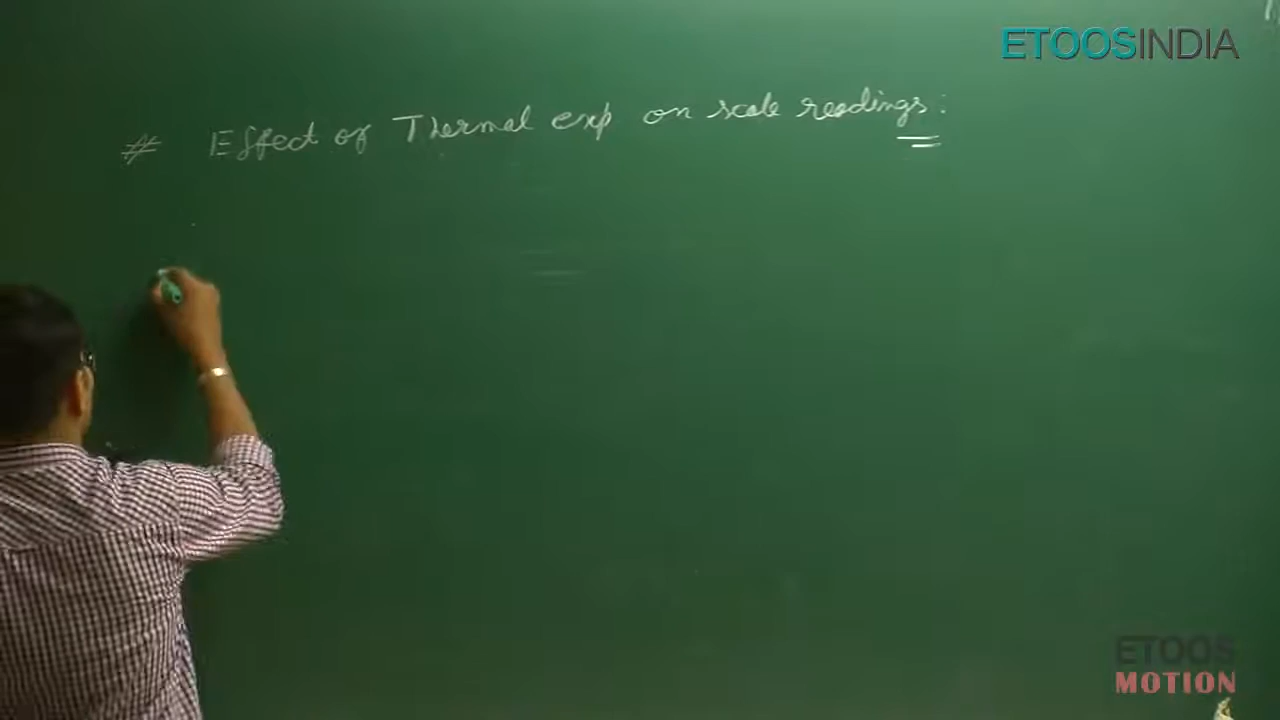 ETOOSINDIA
# Effect of Thermal exp on scale readings:
ETOOS
MOTION